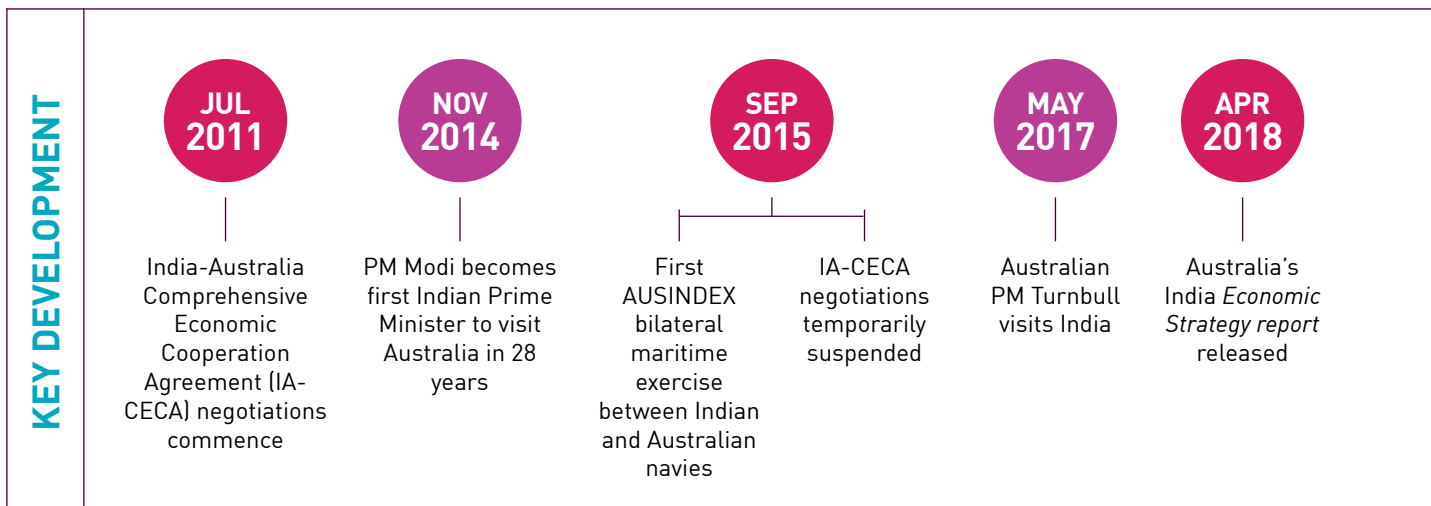 KEY DEVELOPMENT
JUL
2011
India-Australia
Comprehensive
Economic
Cooperation
Agreement (IA-
CECA) negotiations
commence
NOV
2014
PM Modi becomes
first Indian Prime
Minister to visit
Australia in 28
years
SEP
2015
First
AUSINDEX
bilateral
maritime
exercise
between Indian
and Australian
navies
IA-CECA
negotiations
temporarily
suspended
MAY
2017
Australian
PM Turnbull
visits India
APR
2018
Australia’s
India Economic
Strategy report
released